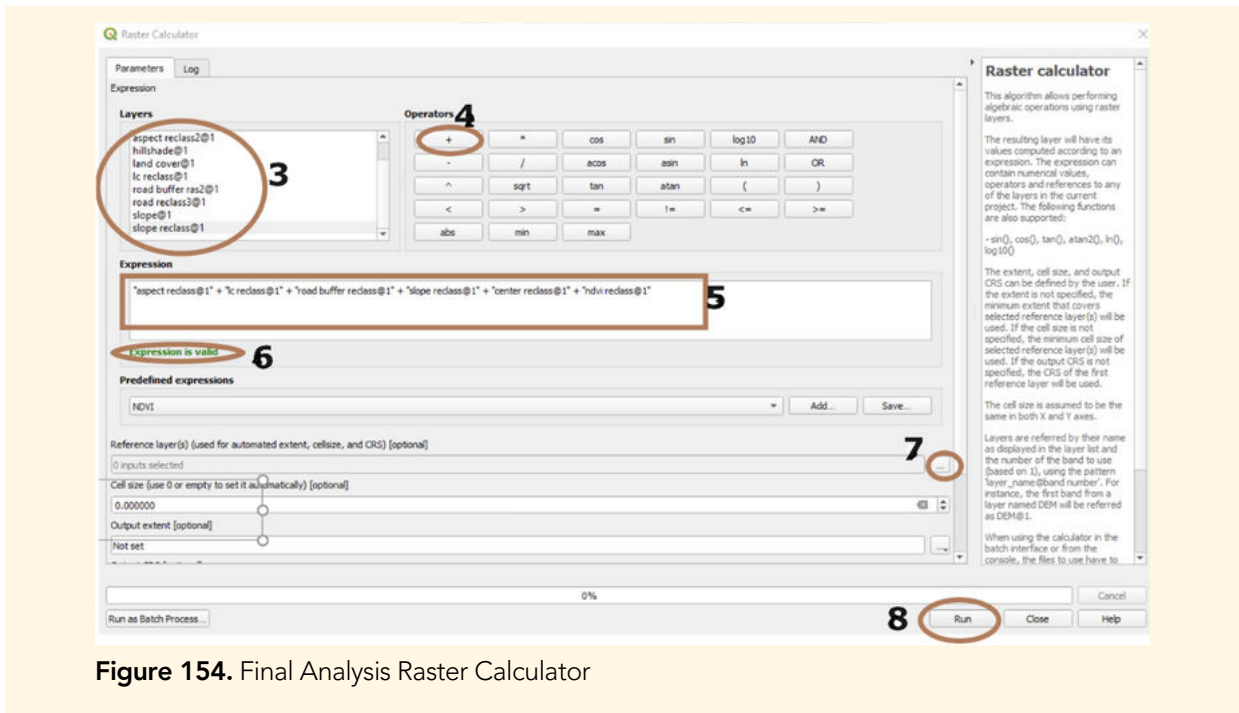 Raster Calculator
Parameters Log
Expression
Layers
aspect reclass2@1
hillshade@1
land cover@1
lc reclass@1
road buffer ras2@1
road reclass3@1
slope@1
slope reclass@1
3
Operators
4
+ * cos sin log10 AND
- / acos asin ln OR
^ sqrt tan atan ( )
< > = != <= >=
abs min max
Expression
"aspect reclass@1" + "lc reclass@1" + "road buffer reclass@1" + "slope reclass@1" + "center reclass@1" + "ndvi reclass@1"
5
Expression is valid
6
Predefined expressions
NDVI
Add...
Save...
Reference layer(s) (used for automated extent, cellsize, and CRS) [optional]
0 inputs selected
...
7
Cell size (use 0 or empty to set it automatically) [optional]
0.000000
Output extent [optional]
Not set
...
0%
Cancel
Run as Batch Process...
8
Run
Close
Help
Raster calculator
This algorithm allows performing
algebraic operations using raster
layers.
The resulting layer will have its
values computed according to an
expression. The expression can
contain numerical values,
operators and references to any
of the layers in the current
project. The following functions
are also supported:
- sin(), cos(), tan(), atan2(), ln(),
log10()
The extent, cell size, and output
CRS can be defined by the user. If
the extent is not specified, the
minimum extent that covers
selected reference layer(s) will be
used. If the cell size is not
specified, the minimum cell size of
selected reference layer(s) will be
used. If the output CRS is not
specified, the CRS of the first
reference layer will be used.
The cell size is assumed to be the
same in both X and Y axes.
Layers are referred by their name
as displayed in the layer list and
the number of the band to use
(based on 1), using the pattern
'layer_name@band number'. For
instance, the first band from a
layer named DEM will be referred
as DEM@1.
When using the calculator in the
batch interface or from the
console, the files to use have to
Figure 154. Final Analysis Raster Calculator